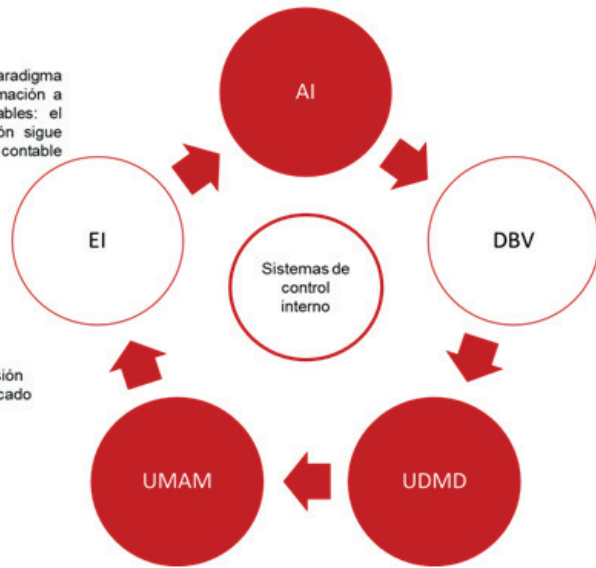 AI
aradigma
mación a
ables: el
ón sigue
contable
EI
DBV
Sistemas de
control
interno
sión
cado
UMAM
UDMD